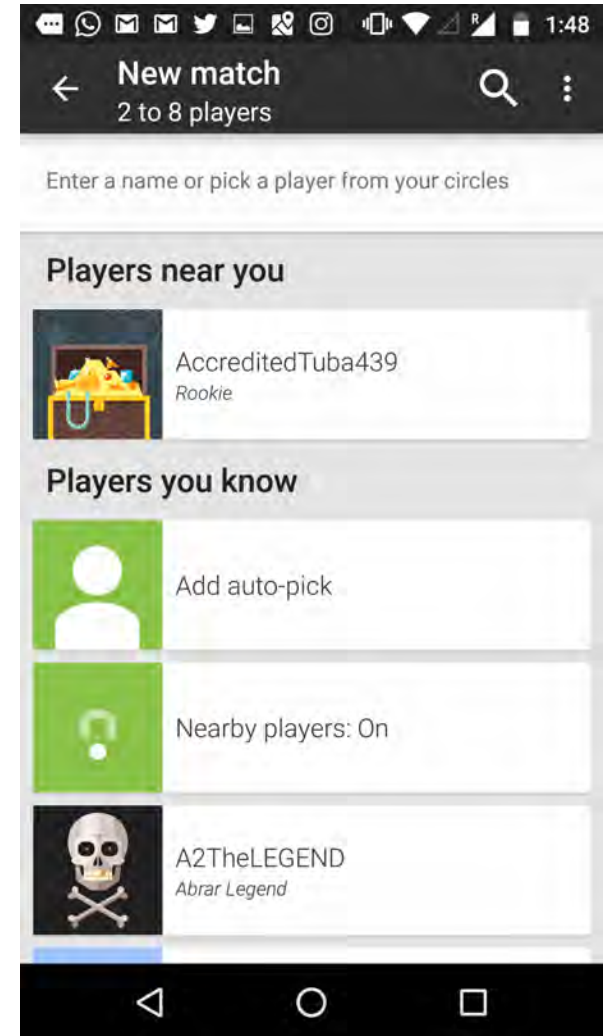 1:48
New match
2 to 8 players
Enter a name or pick a player from your circles
Players near you
AccreditedTuba439
Rookie
Players you know
Add auto-pick
Nearby players: On
A2TheLEGEND
Abrar Legend